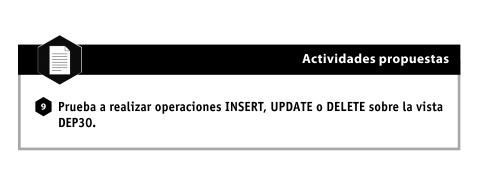 Actividades propuestas
9 Prueba a realizar operaciones INSERT, UPDATE o DELETE sobre la vista
DEP30.